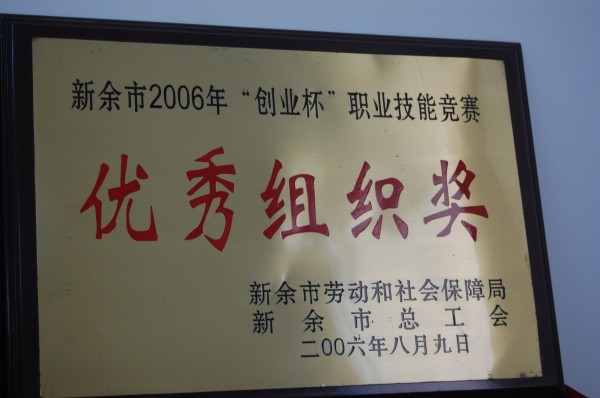 新余市2006年“创业杯”职业技能竞赛
优秀组织奖
新余市劳动和社会保障局
新余市总工会
二〇〇六年八月九日